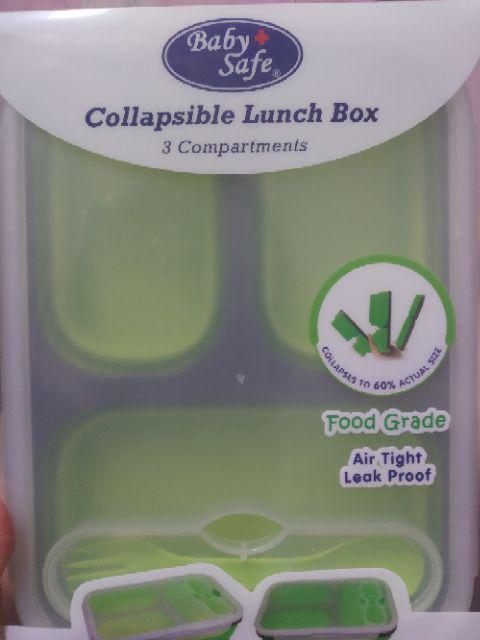 Baby
Safe®
Collapsible Lunch Box
3 Compartments
COLLAPSES TO 60% ACTUAL SIZE
Food Grade
Air Tight
Leak Proof